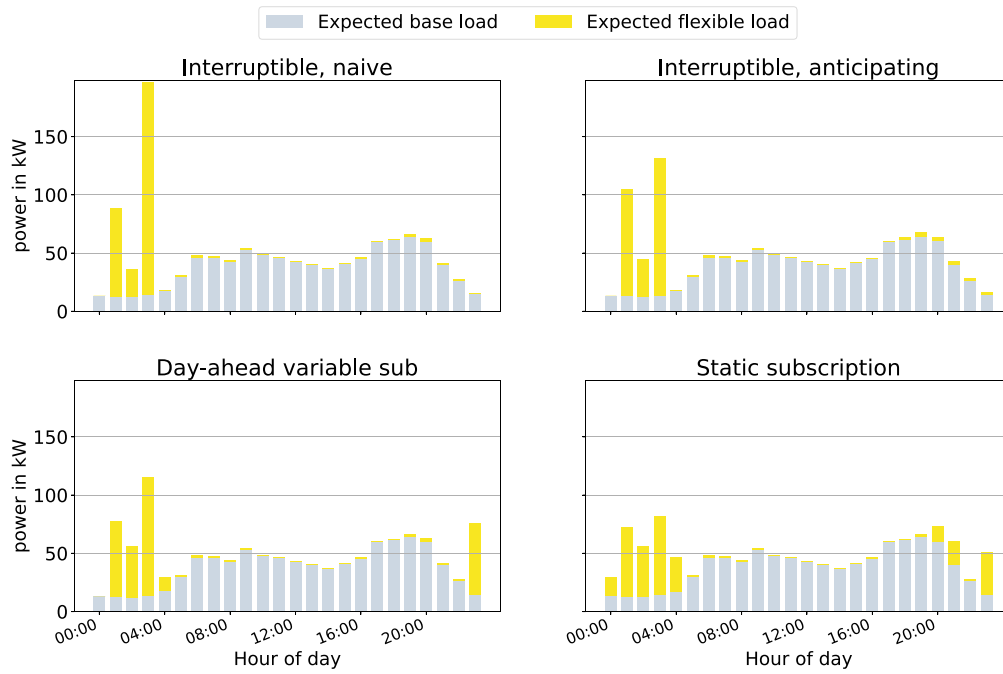 Expected base load Expected flexible load
Interruptible, naive
Interruptible, anticipating
power in kW
150
100
50
0
Day-ahead variable sub
Static subscription
power in kW
150
100
50
0
00:00 04:00 08:00 12:00 16:00 20:00
00:00 04:00 08:00 12:00 16:00 20:00
Hour of day
Hour of day